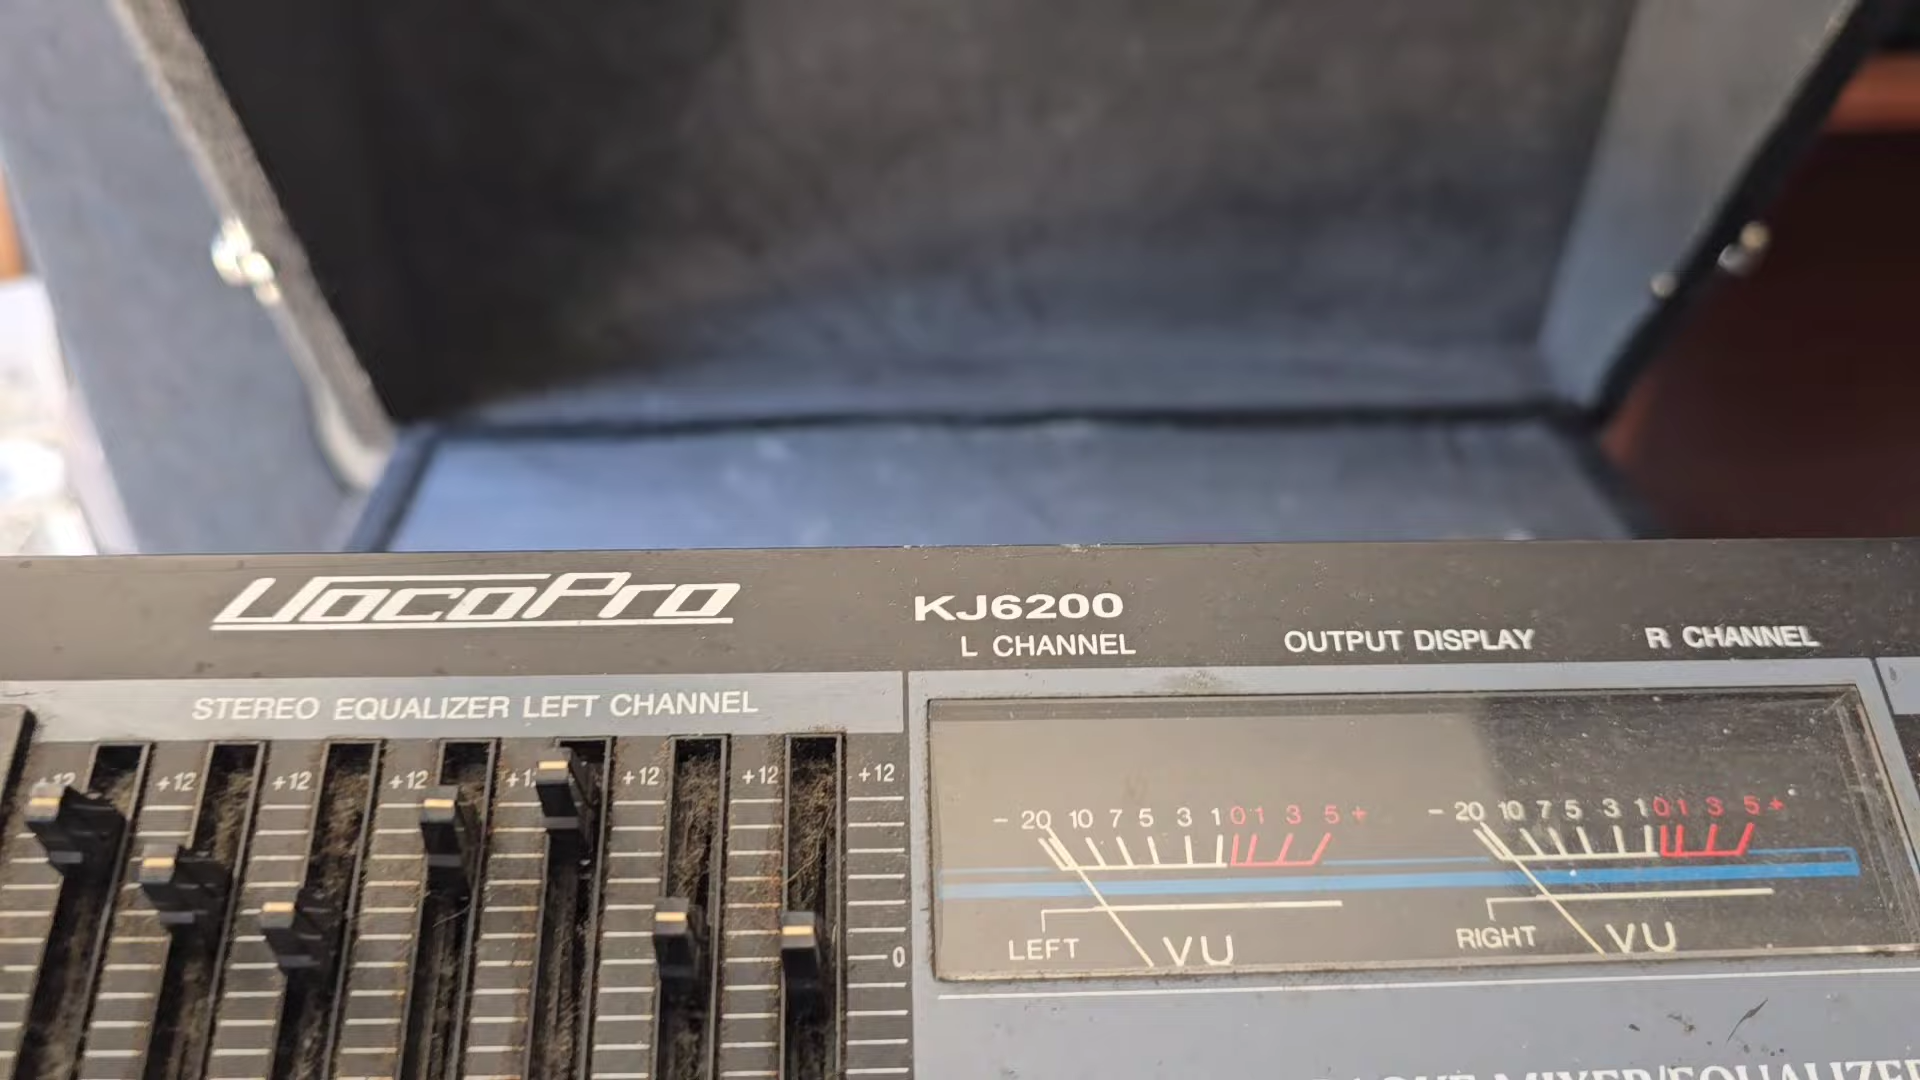 VocoPro
KJ6200
L CHANNEL
OUTPUT DISPLAY
R CHANNEL
STEREO EQUALIZER LEFT CHANNEL
+12 +12 +12 +12 +12 +12 +12 +12
0
- 20 10 7 5 3 1 0 1 3 5 +
LEFT VU
- 20 10 7 5 3 1 0 1 3 5 +
RIGHT VU
MIXER/EQUALIZER